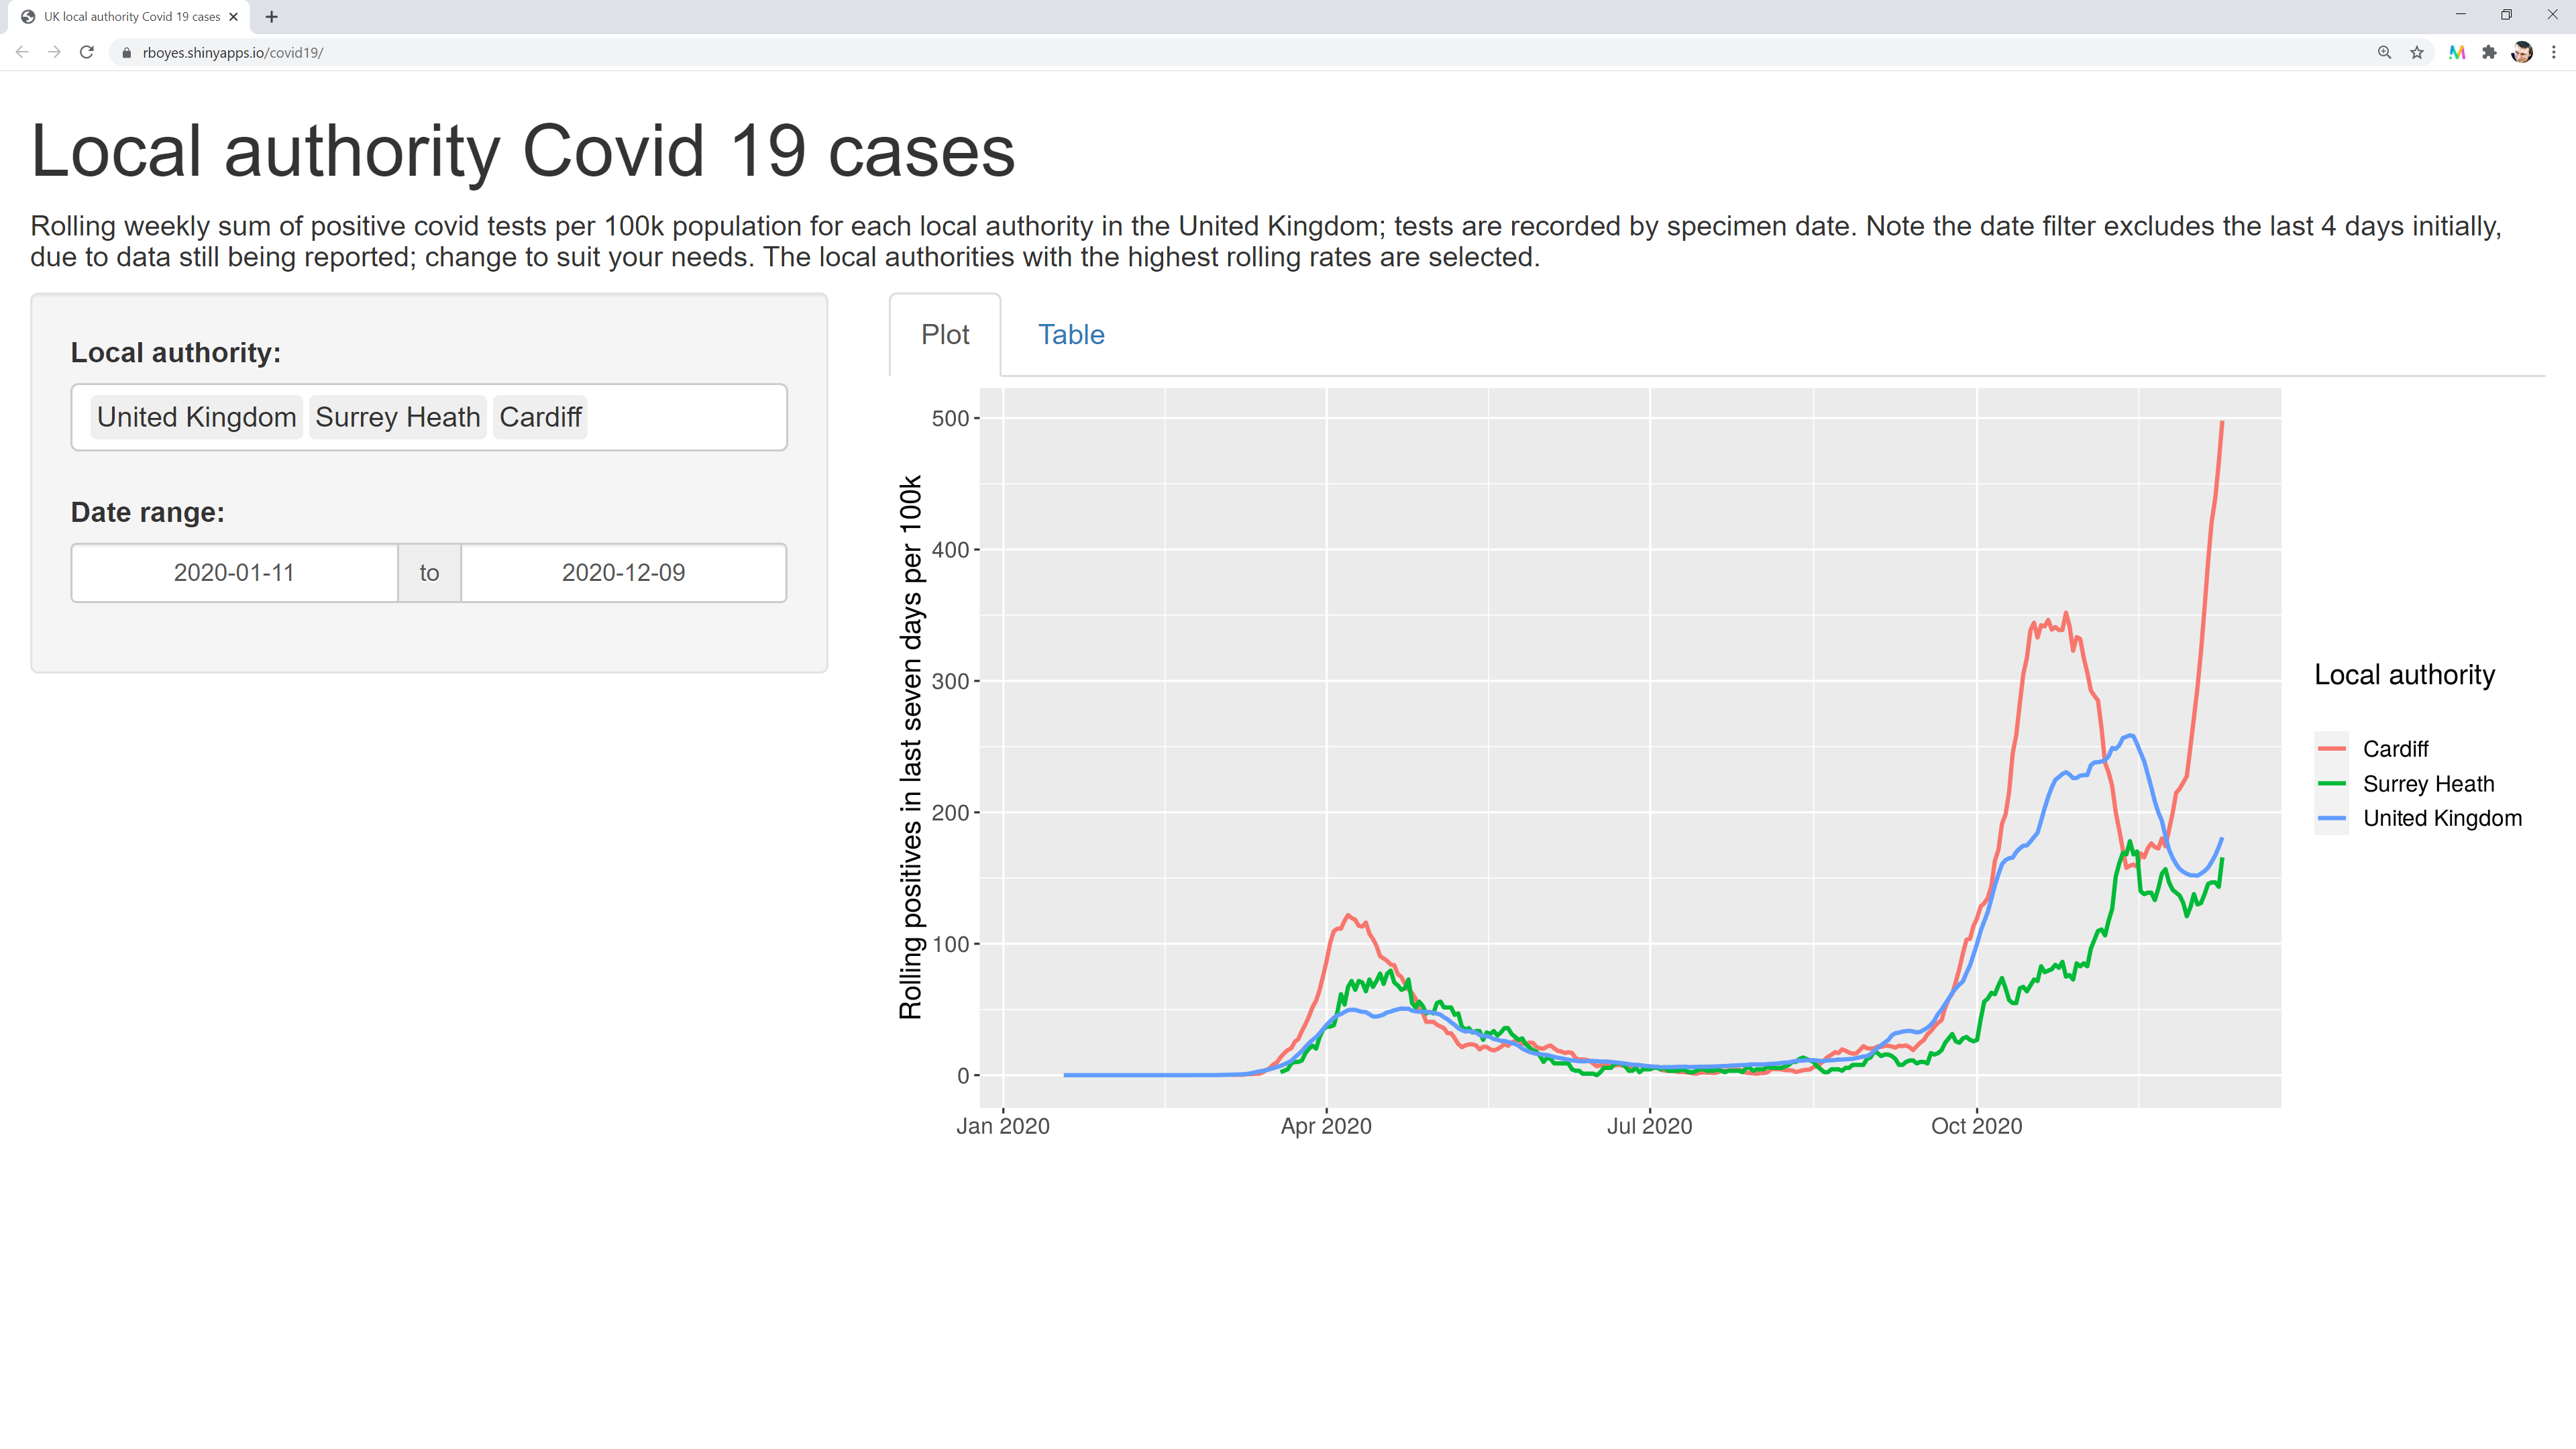 UK local authority Covid 19 cases
rboyes.shinyapps.io/covid19/
Local authority Covid 19 cases
Rolling weekly sum of positive covid tests per 100k population for each local authority in the United Kingdom; tests are recorded by specimen date. Note the date filter excludes the last 4 days initially,
due to data still being reported; change to suit your needs. The local authorities with the highest rolling rates are selected.
Local authority:
United Kingdom Surrey Heath Cardiff
Date range:
2020-01-11 to 2020-12-09
Plot Table
Rolling positives in last seven days per 100k
500
400
300
200
100
0
Jan 2020 Apr 2020 Jul 2020 Oct 2020
Local authority
Cardiff
Surrey Heath
United Kingdom